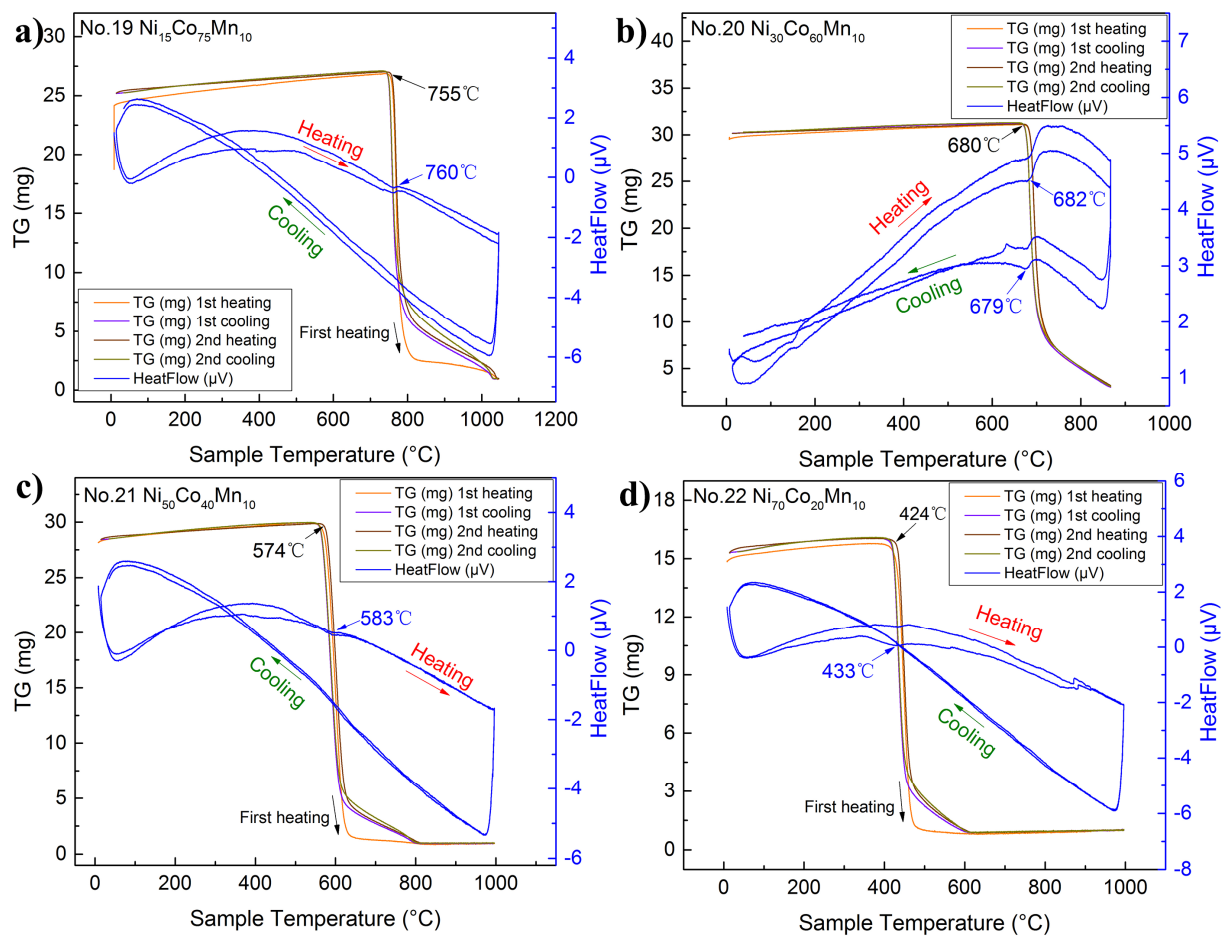 a)
No.19 Ni15Co75Mn10
TG (mg)
30
25
20
15
10
5
0
4
2
0
-2
-4
-6
HeatFlow (µV)
755℃
Heating
760℃
Cooling
First heating
TG (mg) 1st heating
TG (mg) 1st cooling
TG (mg) 2nd heating
TG (mg) 2nd cooling
HeatFlow (µV)
0 200 400 600 800 1000 1200
Sample Temperature (°C)
b)
No.20 Ni30Co60Mn10
TG (mg) 1st heating
TG (mg) 1st cooling
TG (mg) 2nd heating
TG (mg) 2nd cooling
HeatFlow (µV)
TG (mg)
40
35
30
25
20
15
10
5
7
6
5
4
3
2
1
HeatFlow (µV)
680℃
Heating
682℃
Cooling
679℃
0 200 400 600 800 1000
Sample Temperature (°C)
c)
No.21 Ni50Co40Mn10
TG (mg) 1st heating
TG (mg) 1st cooling
TG (mg) 2nd heating
TG (mg) 2nd cooling
HeatFlow (µV)
TG (mg)
30
25
20
15
10
5
0
4
2
0
-2
-4
-6
HeatFlow (µV)
574℃
583℃
Cooling
Heating
First heating
0 200 400 600 800 1000
Sample Temperature (°C)
d)
No.22 Ni70Co20Mn10
TG (mg) 1st heating
TG (mg) 1st cooling
TG (mg) 2nd heating
TG (mg) 2nd cooling
HeatFlow (µV)
TG (mg)
18
15
12
9
6
3
0
6
4
2
0
-2
-4
-6
-8
HeatFlow (µV)
424℃
Heating
433℃
Cooling
First heating
0 200 400 600 800 1000
Sample Temperature (°C)